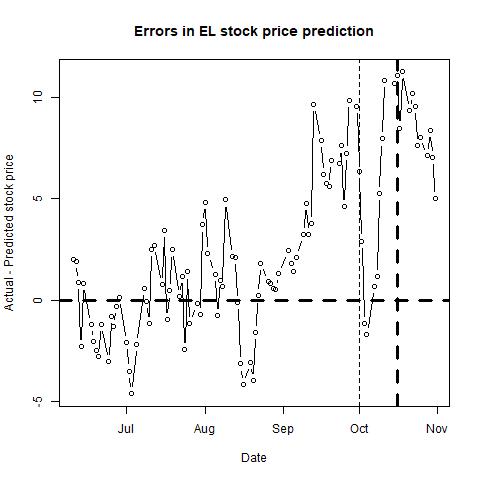 Errors in EL stock price prediction
Actual - Predicted stock price
10
5
0
-5
Jul Aug Sep Oct Nov
Date